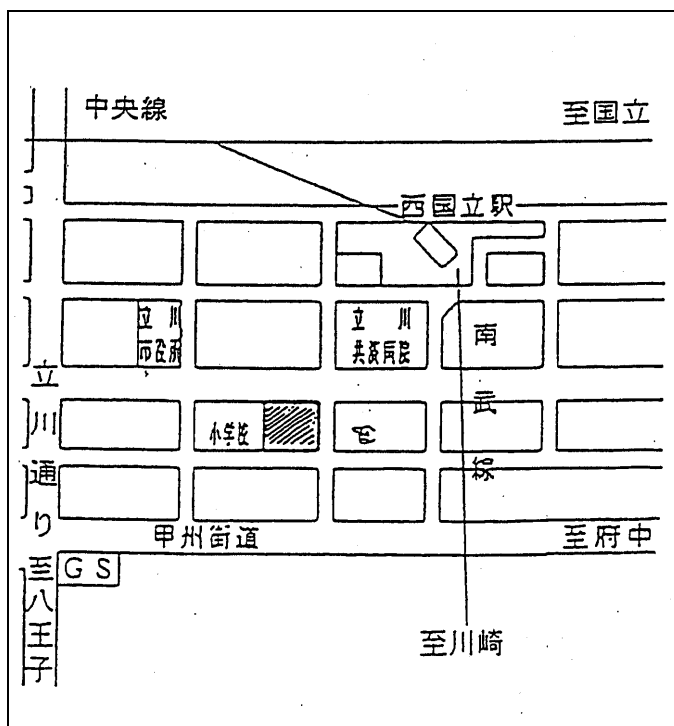 中央線
至国立
西国立駅
立川
市役所
立川
共済病院
南武線
小学校
立川通り
甲州街道
至府中
至八王子
GS
至川崎